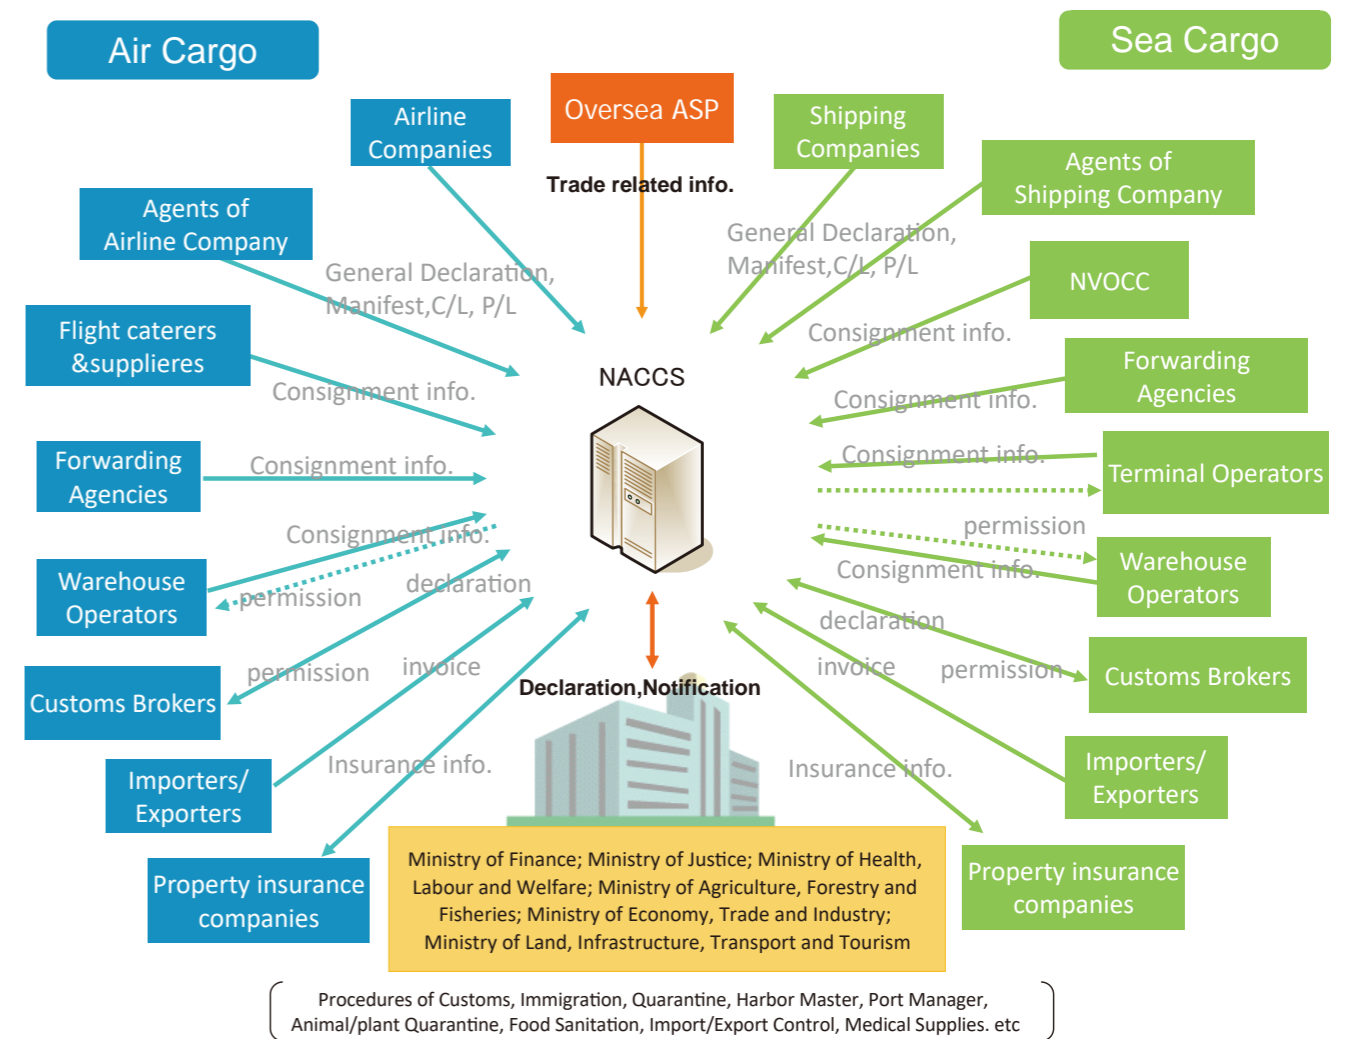 Air Cargo
Sea Cargo
Oversea ASP
Airline
Companies
Shipping
Companies
Trade related info.
Agents of
Shipping Company
Agents of
Airline Company
General Declaration,
Manifest,C/L, P/L
General Declaration,
Manifest,C/L, P/L
NVOCC
Flight caterers
&supplieres
Consignment info.
Forwarding
Agencies
NACCS
Consignment info.
Consignment info.
Forwarding
Agencies
Consignment info.
Consignment info.
Terminal Operators
Consignment info.
permission
Warehouse
Operators
permission
declaration
Consignment info.
Warehouse
Operators
declaration
permission
invoice
invoice
permission
Customs Brokers
Customs Brokers
Declaration,Notification
Importers/
Exporters
Insurance info.
Insurance info.
Importers/
Exporters
Property insurance
companies
Property insurance
companies
Ministry of Finance; Ministry of Justice; Ministry of Health,
Labour and Welfare; Ministry of Agriculture, Forestry and
Fisheries; Ministry of Economy, Trade and Industry;
Ministry of Land, Infrastructure, Transport and Tourism
Procedures of Customs, Immigration, Quarantine, Harbor Master, Port Manager,
Animal/plant Quarantine, Food Sanitation, Import/Export Control, Medical Supplies. etc